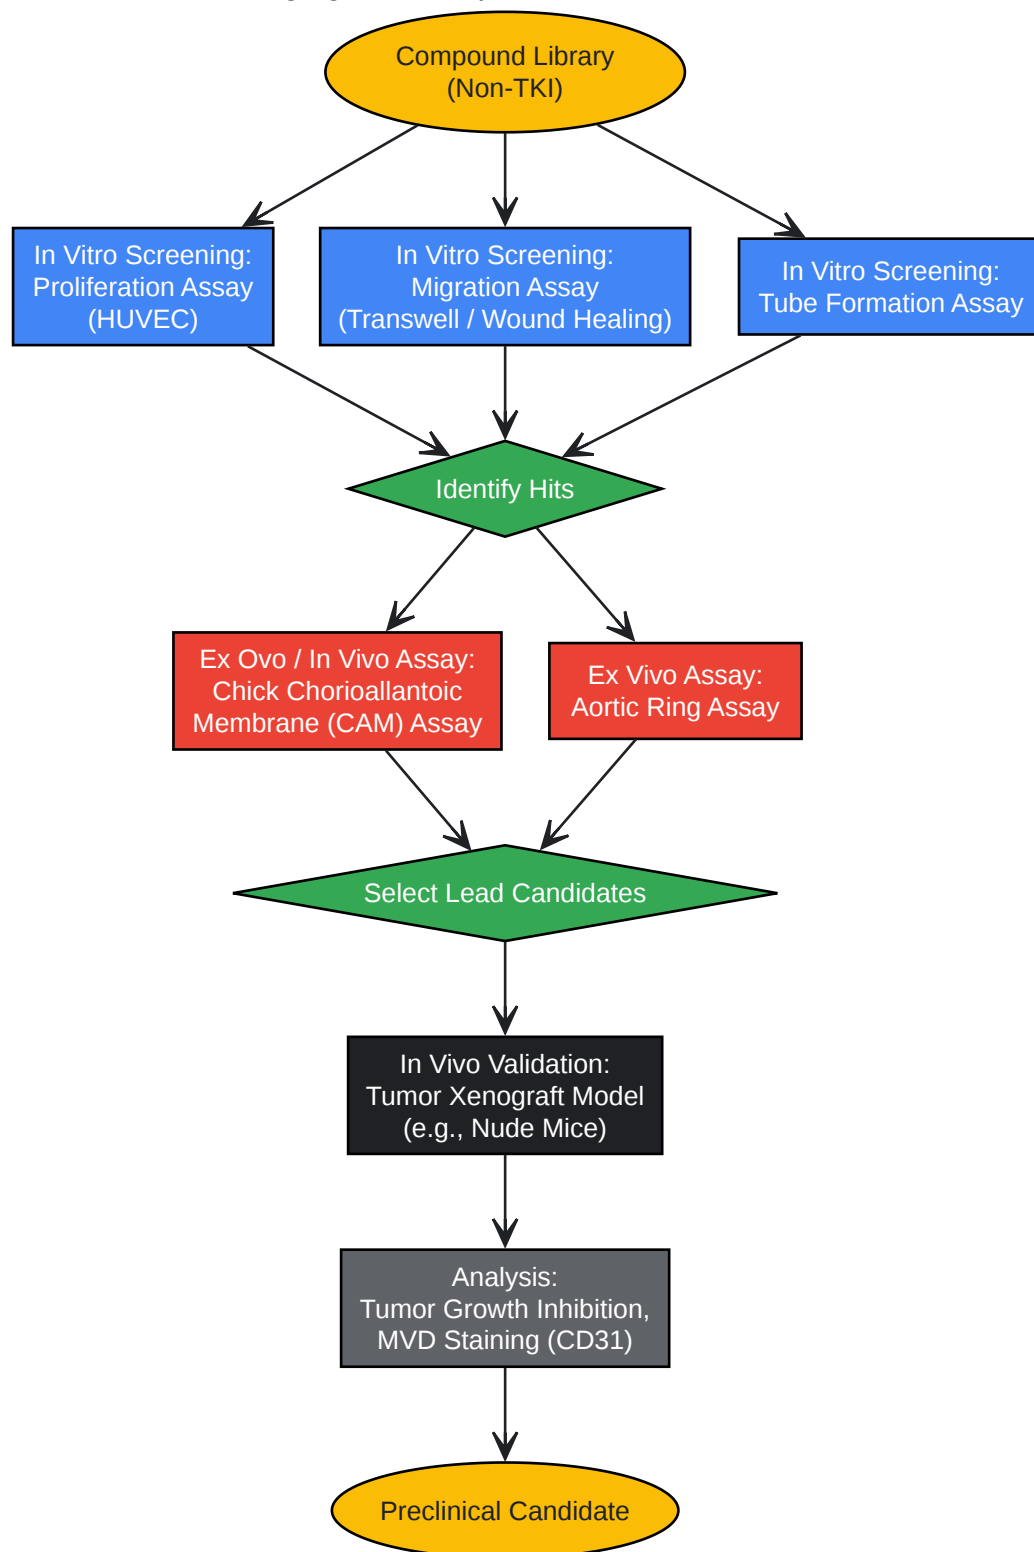 Compound Library
(Non-TKI)
In Vitro Screening:
Proliferation Assay
(HUVEC)
In Vitro Screening:
Migration Assay
(Transwell / Wound Healing)
In Vitro Screening:
Tube Formation Assay
Identify Hits
Ex Ovo / In Vivo Assay:
Chick Chorioallantoic
Membrane (CAM) Assay
Ex Vivo Assay:
Aortic Ring Assay
Select Lead Candidates
In Vivo Validation:
Tumor Xenograft Model
(e.g., Nude Mice)
Analysis:
Tumor Growth Inhibition,
MVD Staining (CD31)
Preclinical Candidate